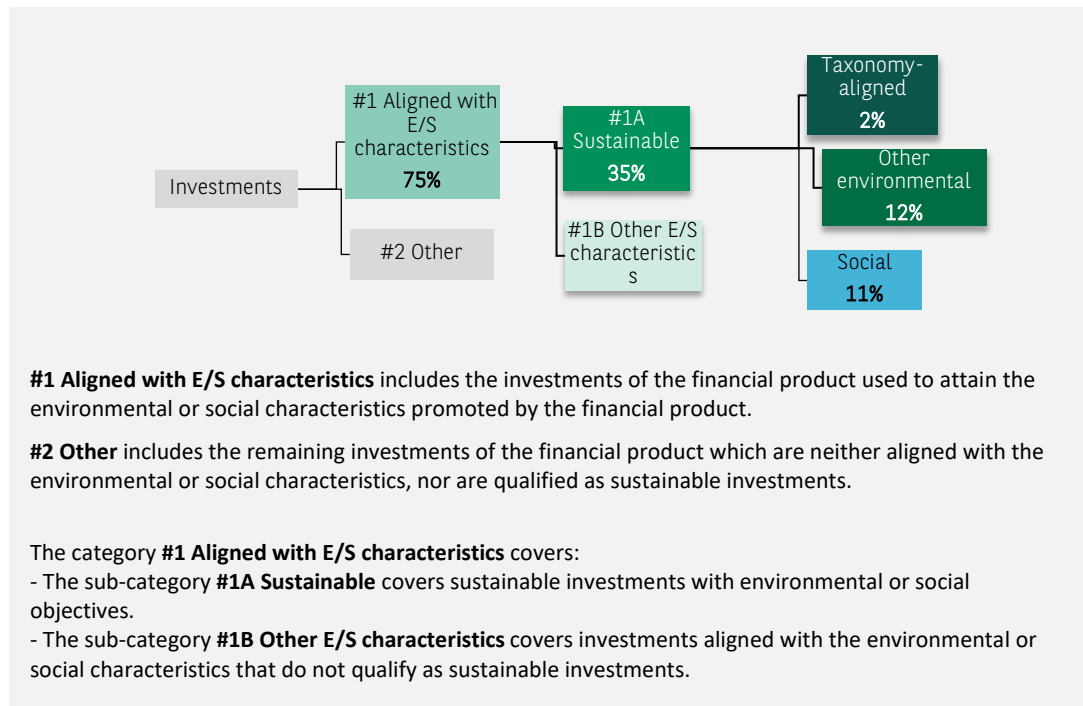 Investments
#1 Aligned with
E/S
characteristics
75%
#2 Other
#1A
Sustainable
35%
#1B Other E/S
characteristic
s
Taxonomy-
aligned
2%
Other
environmental
12%
Social
11%
#1 Aligned with E/S characteristics includes the investments of the financial product used to attain the
environmental or social characteristics promoted by the financial product.
#2 Other includes the remaining investments of the financial product which are neither aligned with the
environmental or social characteristics, nor are qualified as sustainable investments.
The category #1 Aligned with E/S characteristics covers:
- The sub-category #1A Sustainable covers sustainable investments with environmental or social
objectives.
- The sub-category #1B Other E/S characteristics covers investments aligned with the environmental or
social characteristics that do not qualify as sustainable investments.